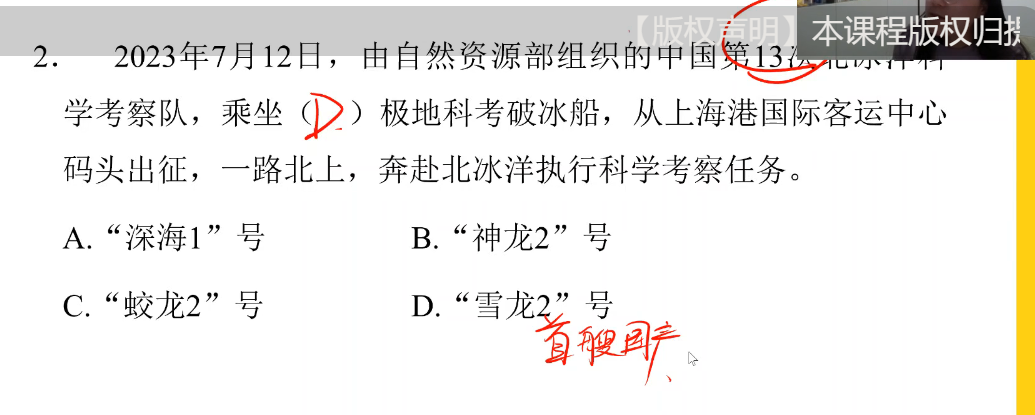 【版权声明】本课程版权归
2. 2023年7月12日，由自然资源部组织的中国第13次北冰洋科
学考察队，乘坐（D）极地科考破冰船，从上海港国际客运中心
码头出征，一路北上，奔赴北冰洋执行科学考察任务。
A.“深海1”号 B.“神龙2”号
C.“蛟龙2”号 D.“雪龙2”号
首艘国产